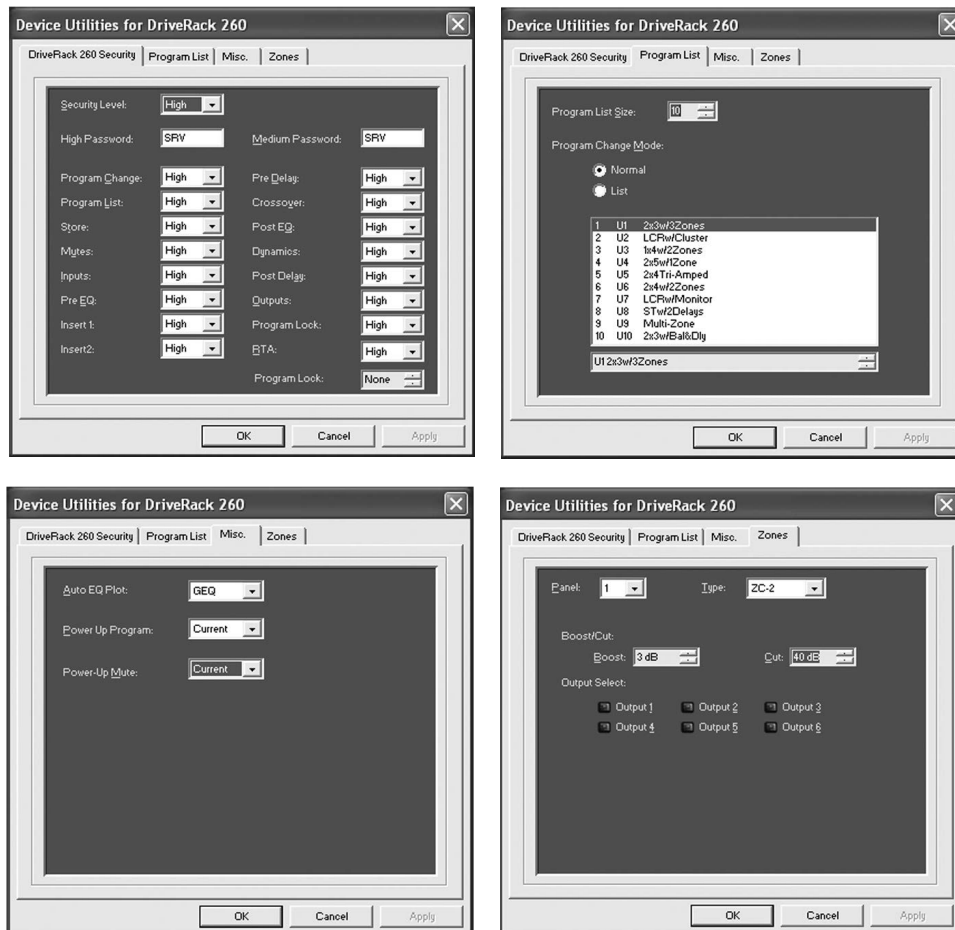 Device Utilities for DriveRack 260
DriveRack 260 Security Program List Misc. Zones
Security Level: High
High Password: SRV Medium Password: SRV
Program Change: High Pre Delay: High
Program List: High Crossover: High
Store: High Post EQ: High
Mutes: High Dynamics: High
Inputs: High Post Delay: High
Pre EQ: High Outputs: High
Insert 1: High Program Lock: High
Insert2: High RTA: High
Program Lock: None
OK Cancel Apply
Device Utilities for DriveRack 260
DriveRack 260 Security Program List Misc. Zones
Program List Size: 10
Program Change Mode:
Normal
List
1 U1 2x3w/3Zones
2 U2 LCRw/Cluster
3 U3 1x4w/2Zones
4 U4 2x5w/1Zone
5 U5 2x4Tri-Amped
6 U6 2x4w/2Zones
7 U7 LCRw/Monitor
8 U8 STw/2Delays
9 U9 Multi-Zone
10 U10 2x3w/Bal&Dly
U1 2x3w/3Zones
OK Cancel Apply
Device Utilities for DriveRack 260
DriveRack 260 Security Program List Misc. Zones
Auto EQ Plot: GEQ
Power Up Program: Current
Power-Up Mute: Current
OK Cancel Apply
Device Utilities for DriveRack 260
DriveRack 260 Security Program List Misc. Zones
Panel: 1 Type: ZC-2
Boost/Cut:
Boost: 3 dB Cut: 40 dB
Output Select:
Output 1 Output 2 Output 3
Output 4 Output 5 Output 6
OK Cancel Apply